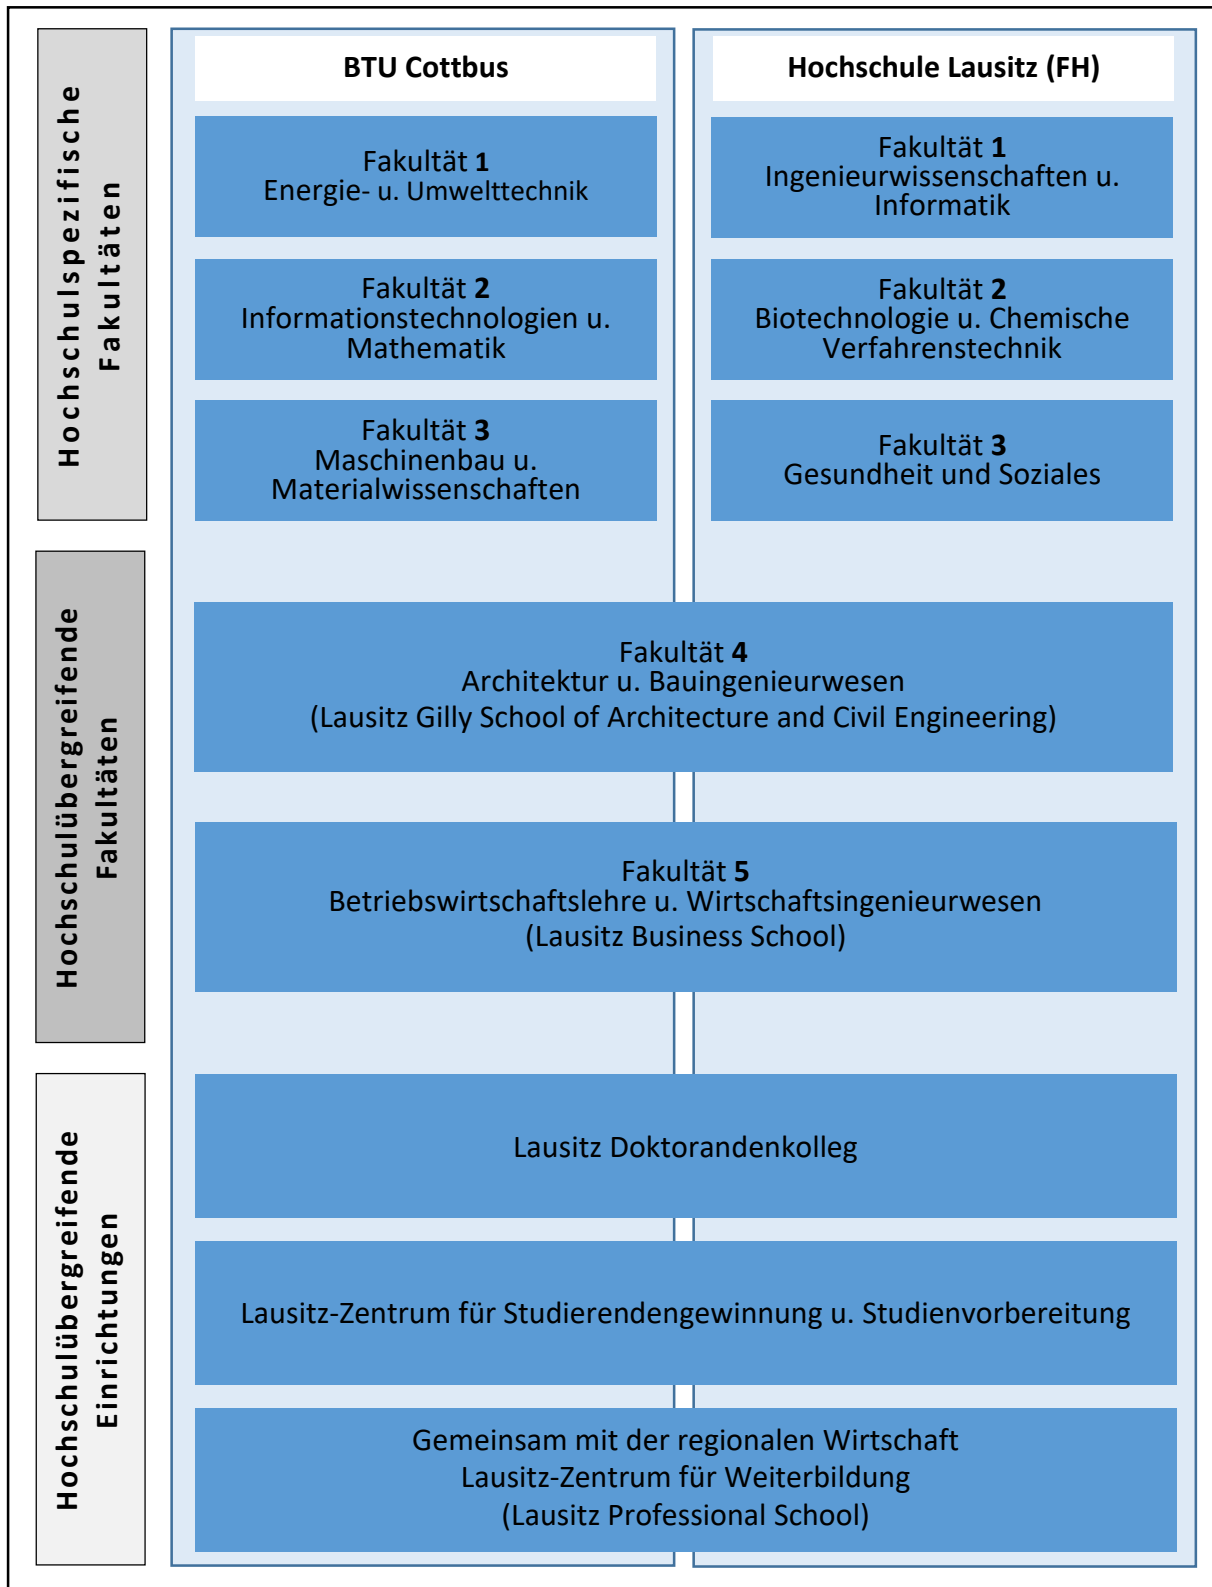 Hochschulspezifische
Fakultäten
BTU Cottbus
Hochschule Lausitz (FH)
Fakultät 1
Energie- u. Umwelttechnik
Fakultät 1
Ingenieurwissenschaften u.
Informatik
Fakultät 2
Informationstechnologien u.
Mathematik
Fakultät 2
Biotechnologie u. Chemische
Verfahrenstechnik
Fakultät 3
Maschinenbau u.
Materialwissenschaften
Fakultät 3
Gesundheit und Soziales
Hochschulübergreifende
Fakultäten
Fakultät 4
Architektur u. Bauingenieurwesen
(Lausitz Gilly School of Architecture and Civil Engineering)
Fakultät 5
Betriebswirtschaftslehre u. Wirtschaftsingenieurwesen
(Lausitz Business School)
Hochschulübergreifende
Einrichtungen
Lausitz Doktorandenkolleg
Lausitz-Zentrum für Studierendengewinnung u. Studienvorbereitung
Gemeinsam mit der regionalen Wirtschaft
Lausitz-Zentrum für Weiterbildung
(Lausitz Professional School)